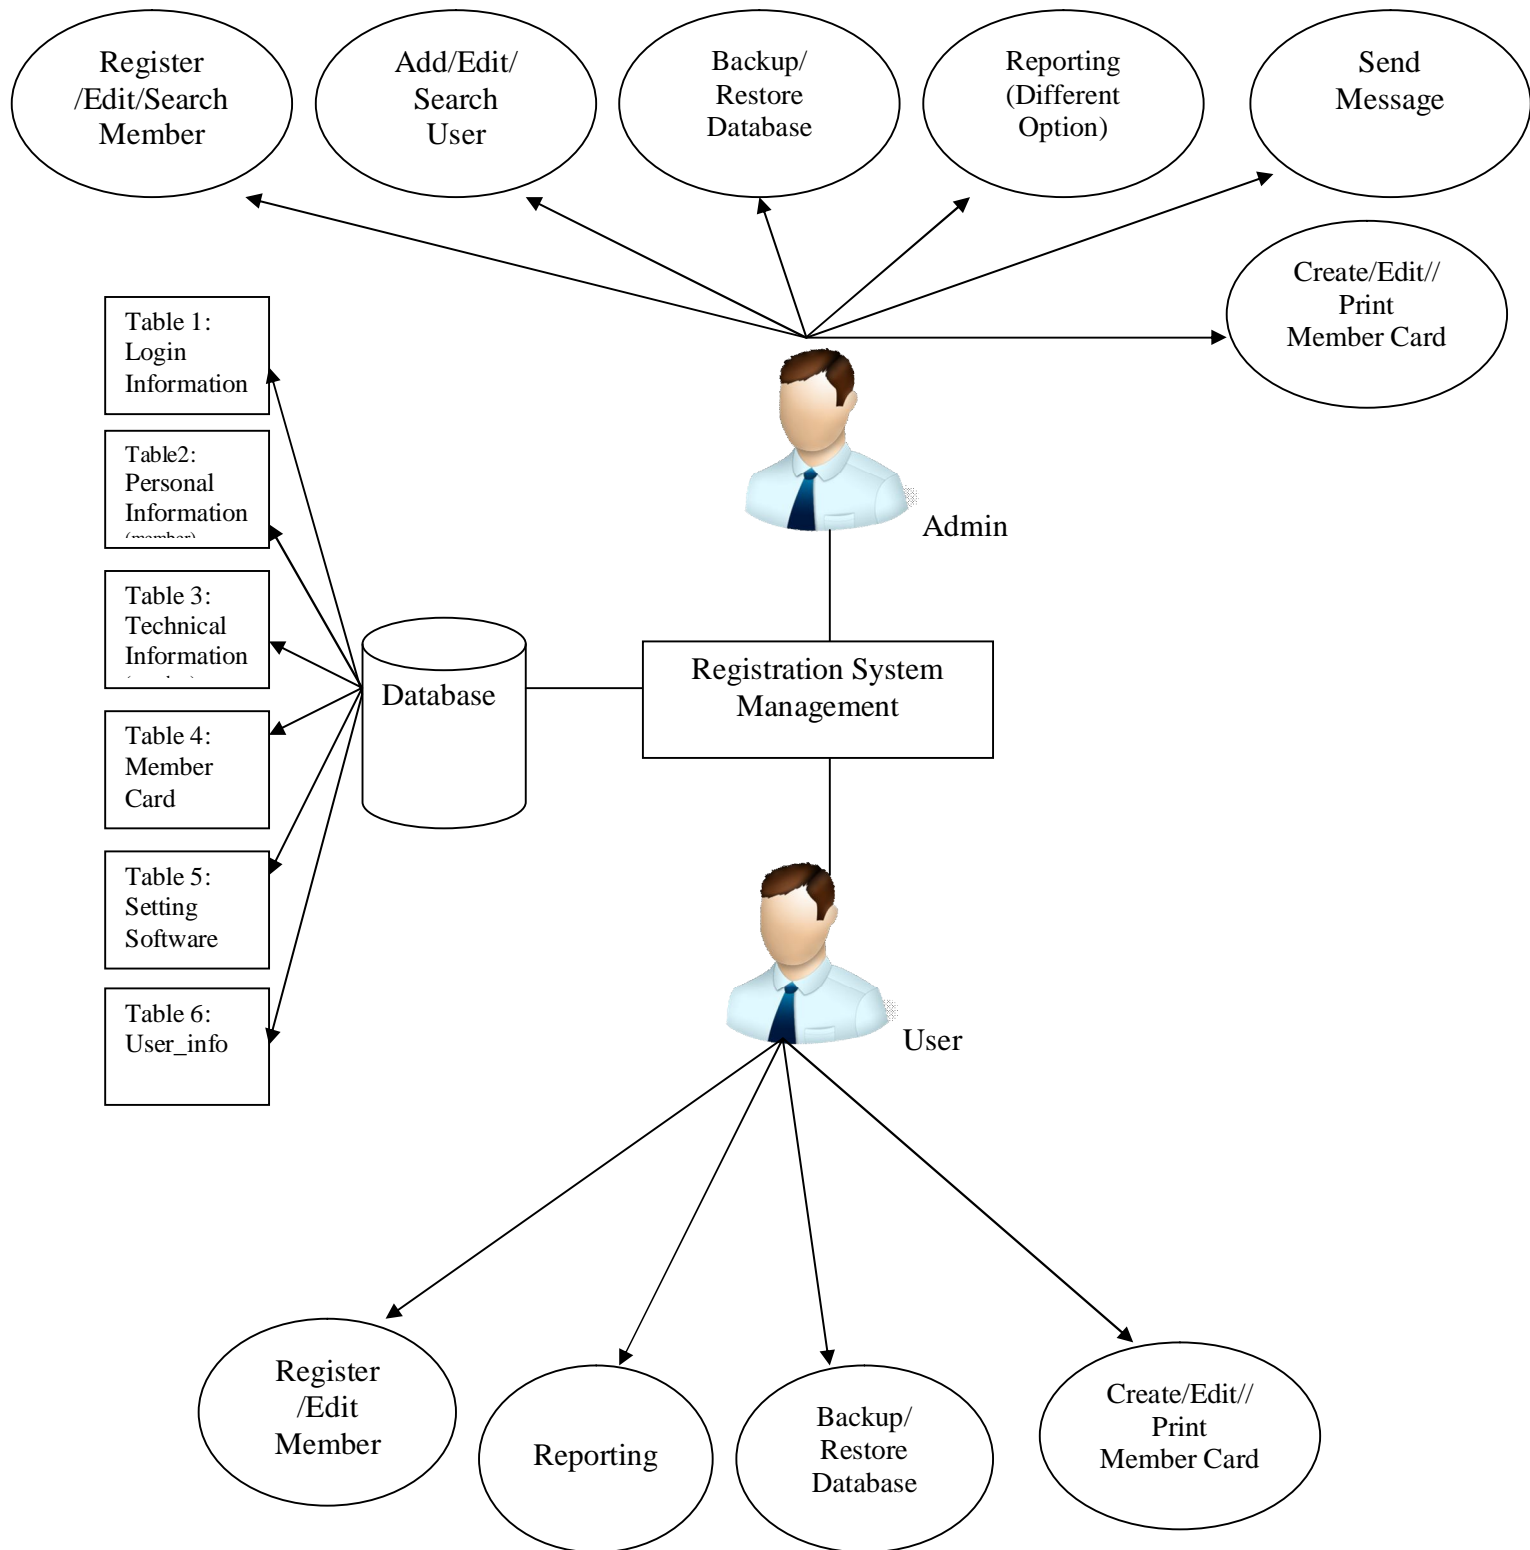 Register
/Edit/Search
Member
Add/Edit/
Search
User
Backup/
Restore
Database
Reporting
(Different
Option)
Send
Message
Create/Edit//
Print
Member Card
Table 1:
Login
Information
Table2:
Personal
Information
(member)
Table 3:
Technical
Information
Table 4:
Member
Card
Table 5:
Setting
Software
Table 6:
User_info
Database
Registration System
Management
Admin
User
Register
/Edit
Member
Reporting
Backup/
Restore
Database
Create/Edit//
Print
Member Card